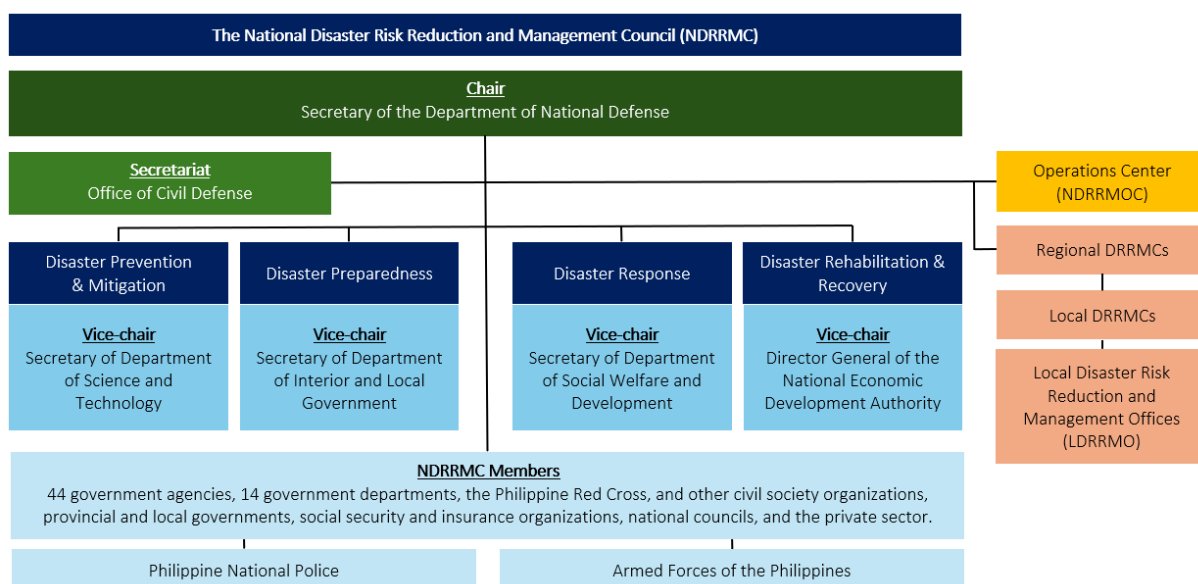 The National Disaster Risk Reduction and Management Council (NDRRMC)
Chair
Secretary of the Department of National Defense
Secretariat
Office of Civil Defense
Operations Center
(NDRRMOC)
Disaster Prevention
& Mitigation
Disaster Preparedness
Disaster Response
Disaster Rehabilitation &
Recovery
Regional DRRMCs
Vice-chair
Secretary of Department
of Science and
Technology
Vice-chair
Secretary of Department
of Interior and Local
Government
Vice-chair
Secretary of Department
of Social Welfare and
Development
Vice-chair
Director General of the
National Economic
Development Authority
Local DRRMCs
Local Disaster Risk
Reduction and
Management Offices
(LDRRMO)
NDRRMC Members
44 government agencies, 14 government departments, the Philippine Red Cross, and other civil society organizations,
provincial and local governments, social security and insurance organizations, national councils, and the private sector.
Philippine National Police
Armed Forces of the Philippines